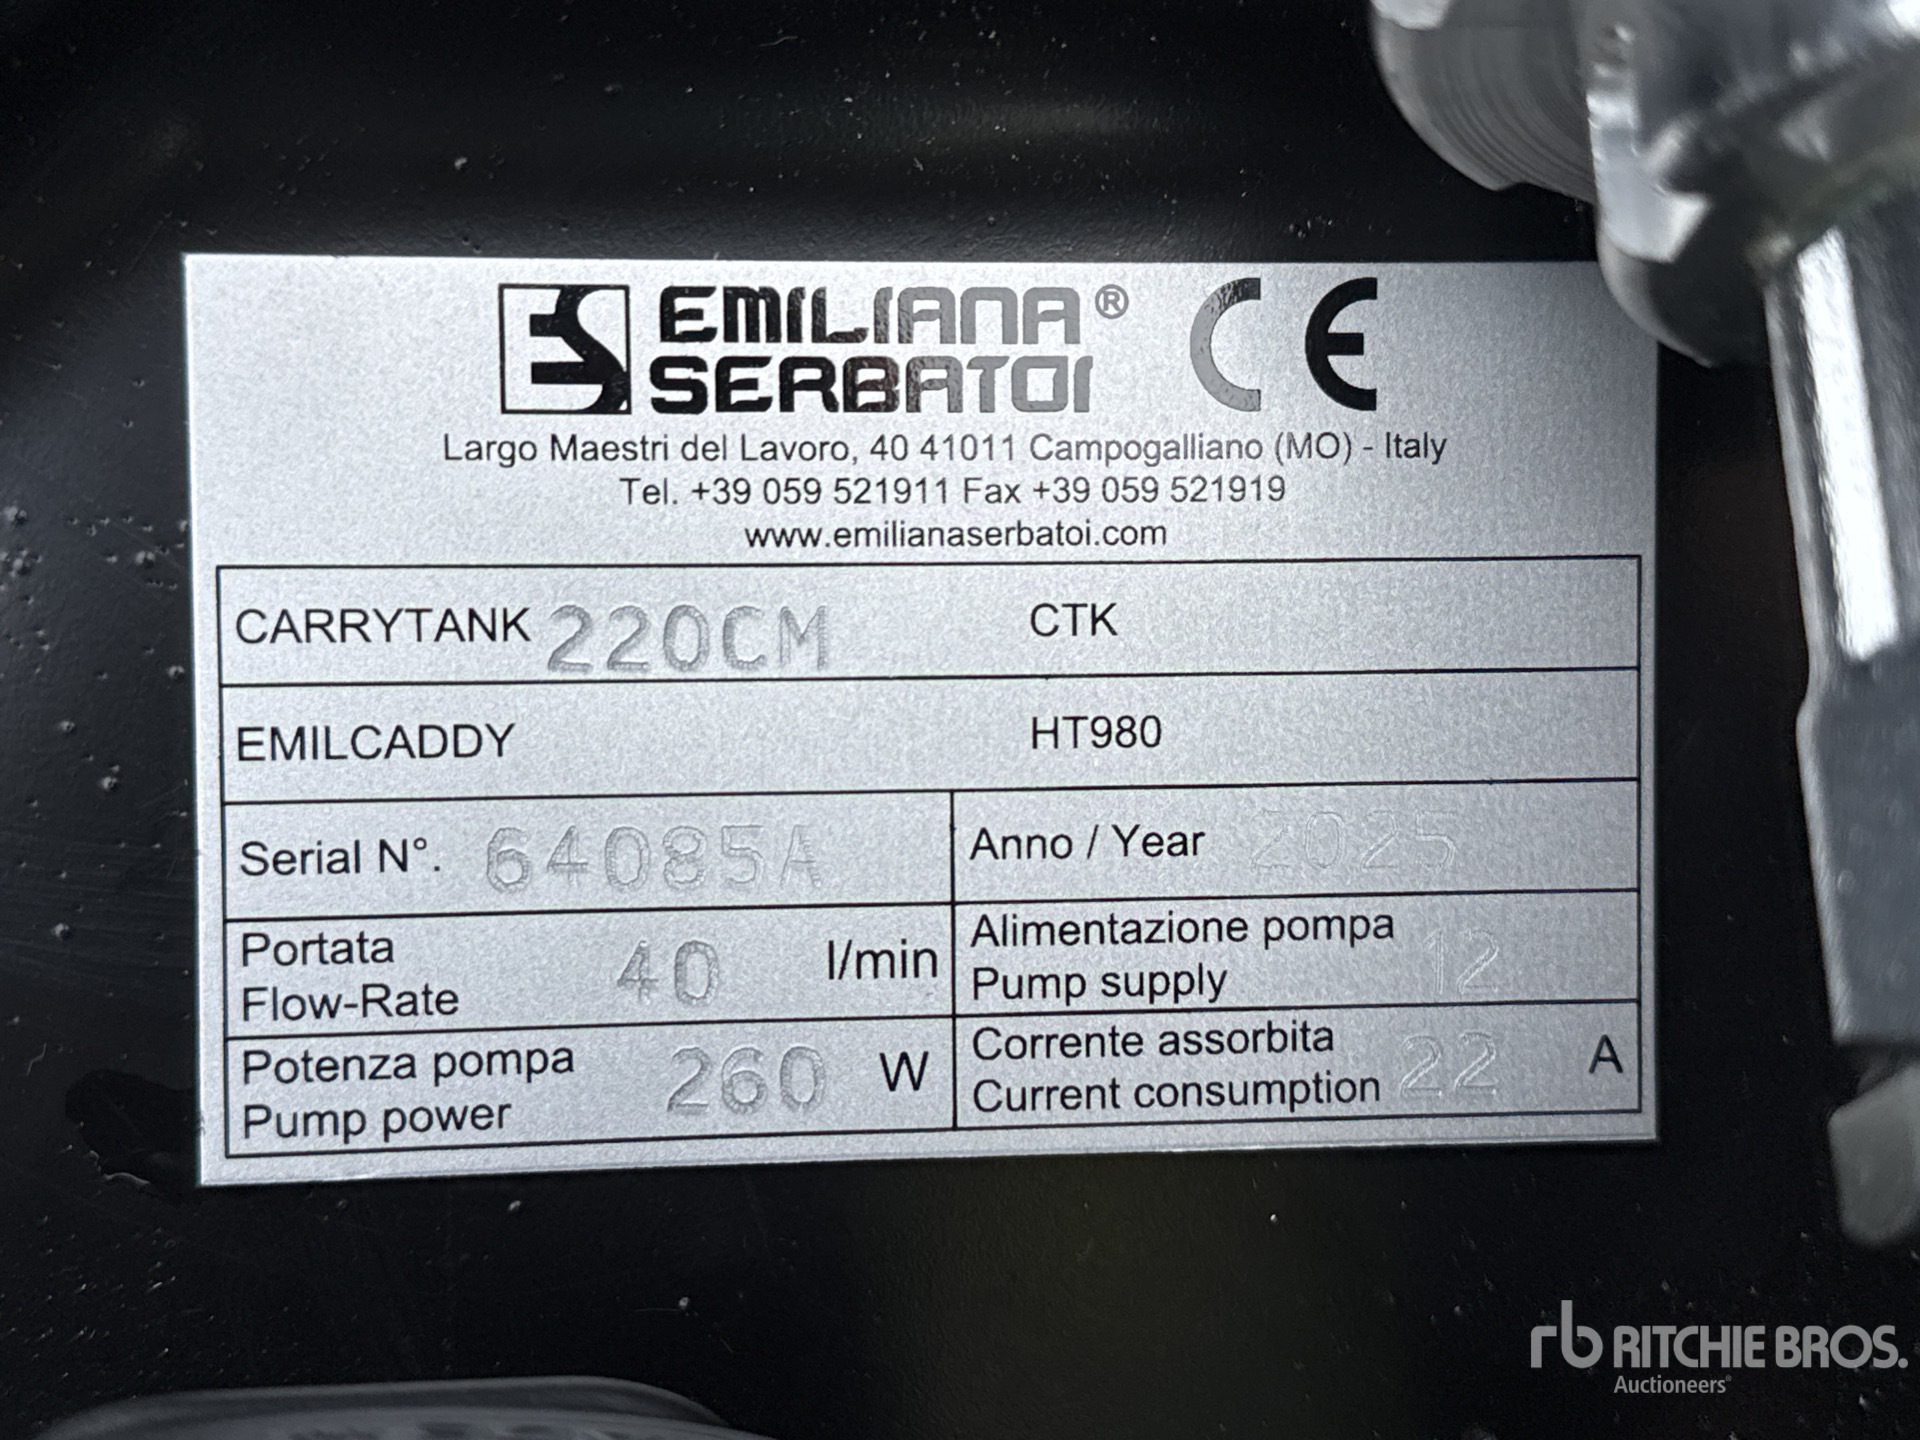 EMILIANA®
SERBATOI
CE
Largo Maestri del Lavoro, 40 41011 Campogalliano (MO) - Italy
Tel. +39 059 521911 Fax +39 059 521919
www.emilianaserbatoi.com
CARRYTANK 220CM CTK
EMILCADDY HT980
Serial N°. 64085A Anno / Year 2025
Portata
Flow-Rate 40 l/min
Alimentazione pompa
Pump supply 12
Potenza pompa
Pump power 260 W
Corrente assorbita
Current consumption 22 A
rb RITCHIE BROS.
Auctioneers